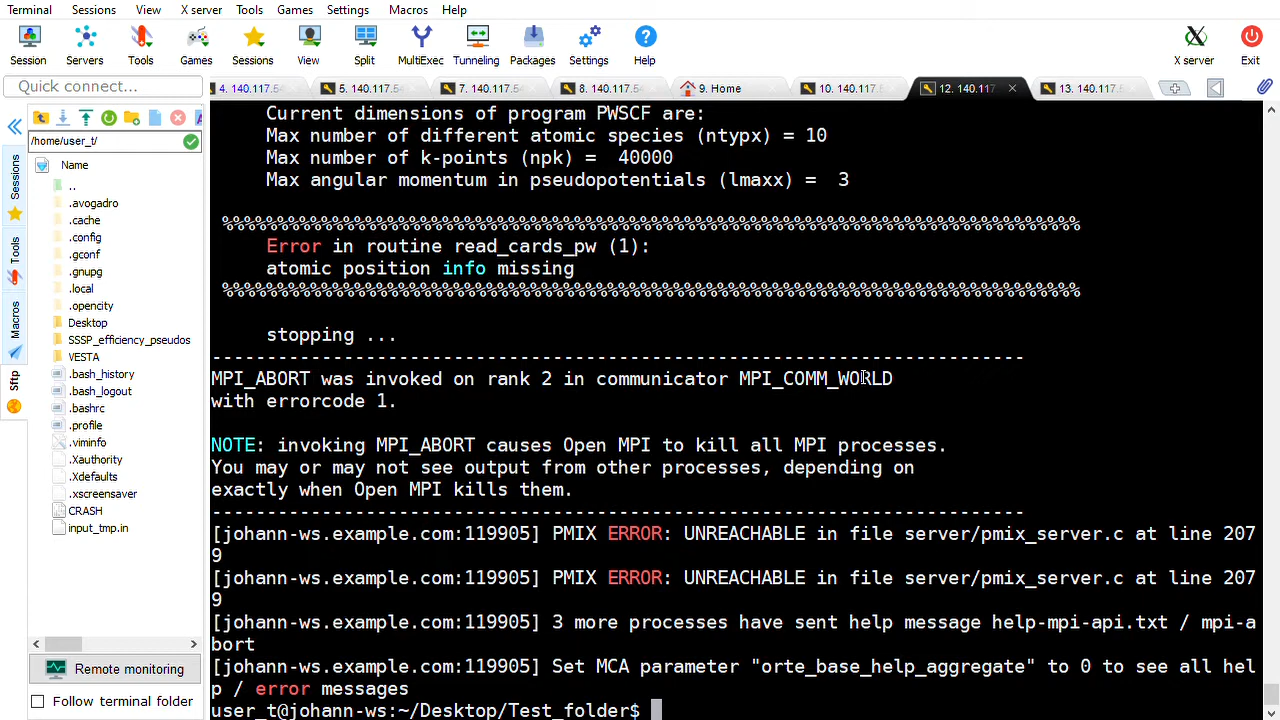 Terminal Sessions View X server Tools Games Settings Macros Help
Session Servers Tools Games Sessions View Split MultiExec Tunneling Packages Settings Help X server Exit
Quick connect...
4. 140.117.5 5. 140.117.5 7. 140.117.5 8. 140.117.5 9. Home 10. 140.117. 12. 140.117 13. 140.117.5
/home/user_t/
Sessions
Tools
Macros
Sftp
Name
..
.avogadro
.cache
.config
.gconf
.gnupg
.local
.opencity
Desktop
SSSP_efficiency_pseudos
VESTA
.bash_history
.bash_logout
.bashrc
.profile
.viminfo
.Xauthority
.Xdefaults
.xscreensaver
CRASH
input_tmp.in
Remote monitoring
Follow terminal folder
Current dimensions of program PWSCF are:
Max number of different atomic species (ntypx) = 10
Max number of k-points (npk) =  40000
Max angular momentum in pseudopotentials (lmaxx) =  3
%%%%%%%%%%%%%%%%%%%%%%%%%%%%%%%%%%%%%%%%%%%%%%%%%%%%%%%%%%%%%%%%%%%%%%%%%%%%%%%%
Error in routine read_cards_pw (1):
atomic position info missing
%%%%%%%%%%%%%%%%%%%%%%%%%%%%%%%%%%%%%%%%%%%%%%%%%%%%%%%%%%%%%%%%%%%%%%%%%%%%%%%%
stopping ...
--------------------------------------------------------------------------
MPI_ABORT was invoked on rank 2 in communicator MPI_COMM_WORLD
with errorcode 1.
NOTE: invoking MPI_ABORT causes Open MPI to kill all MPI processes.
You may or may not see output from other processes, depending on
exactly when Open MPI kills them.
--------------------------------------------------------------------------
[johann-ws.example.com:119905] PMIX ERROR: UNREACHABLE in file server/pmix_server.c at line 207
9
[johann-ws.example.com:119905] PMIX ERROR: UNREACHABLE in file server/pmix_server.c at line 207
9
[johann-ws.example.com:119905] 3 more processes have sent help message help-mpi-api.txt / mpi-a
bort
[johann-ws.example.com:119905] Set MCA parameter "orte_base_help_aggregate" to 0 to see all hel
p / error messages
user_t@johann-ws:~/Desktop/Test_folder$